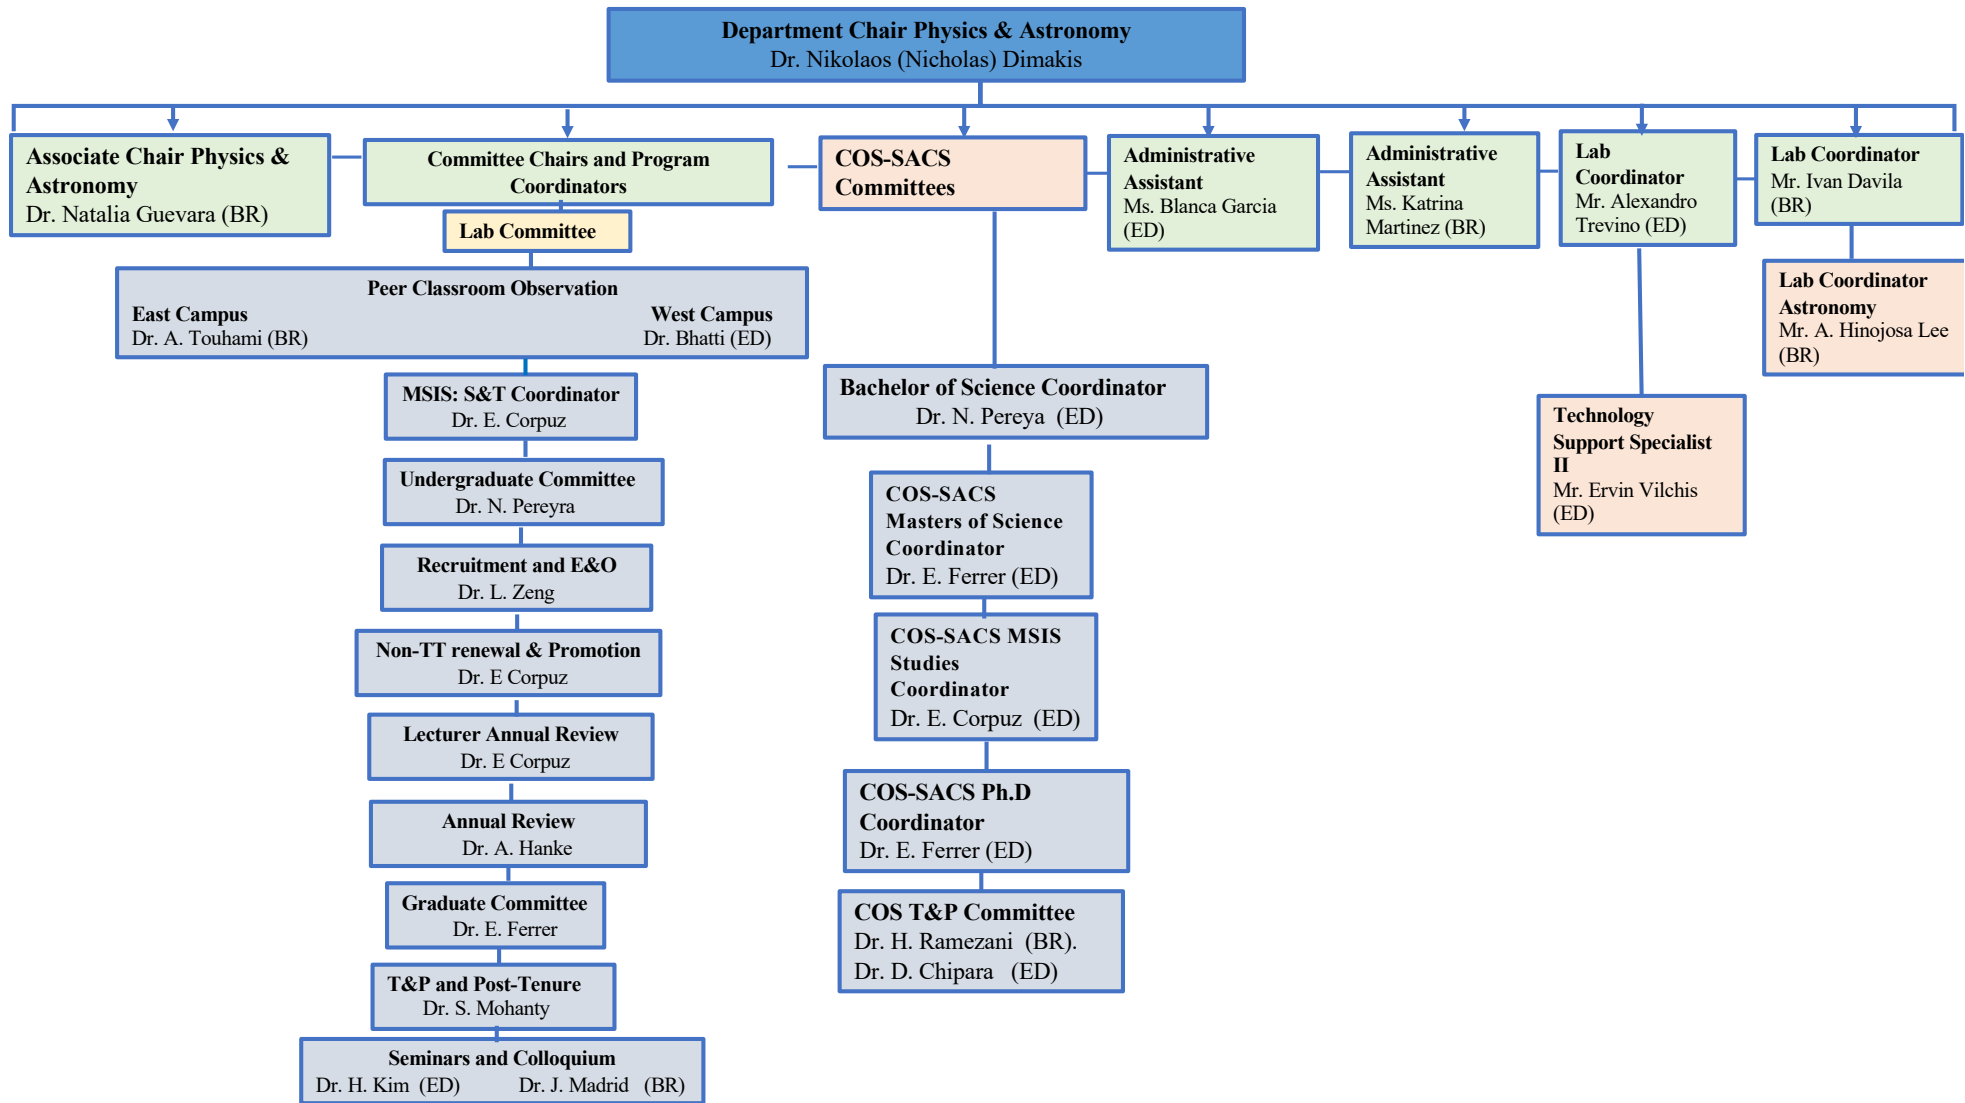 Department Chair Physics & Astronomy
Dr. Nikolaos (Nicholas) Dimakis
Associate Chair Physics &
Astronomy
Dr. Natalia Guevara (BR)
Committee Chairs and Program
Coordinators
COS-SACS
Committees
Administrative
Assistant
Ms. Blanca Garcia
(ED)
Administrative
Assistant
Ms. Katrina
Martinez (BR)
Lab
Coordinator
Mr. Alexandro
Trevino (ED)
Lab Coordinator
Mr. Ivan Davila
(BR)
Lab Committee
Peer Classroom Observation
East Campus West Campus
Dr. A. Touhami (BR) Dr. Bhatti (ED)
MSIS: S&T Coordinator
Dr. E. Corpuz
Undergraduate Committee
Dr. N. Pereyra
Recruitment and E&O
Dr. L. Zeng
Non-TT renewal & Promotion
Dr. E Corpuz
Lecturer Annual Review
Dr. E Corpuz
Annual Review
Dr. A. Hanke
Graduate Committee
Dr. E. Ferrer
T&P and Post-Tenure
Dr. S. Mohanty
Seminars and Colloquium
Dr. H. Kim (ED) Dr. J. Madrid (BR)
Bachelor of Science Coordinator
Dr. N. Pereya (ED)
COS-SACS
Masters of Science
Coordinator
Dr. E. Ferrer (ED)
COS-SACS MSIS
Studies
Coordinator
Dr. E. Corpuz (ED)
COS-SACS Ph.D
Coordinator
Dr. E. Ferrer (ED)
COS T&P Committee
Dr. H. Ramezani (BR).
Dr. D. Chipara (ED)
Technology
Support Specialist
II
Mr. Ervin Vilchis
(ED)
Lab Coordinator
Astronomy
Mr. A. Hinojosa Lee
(BR)